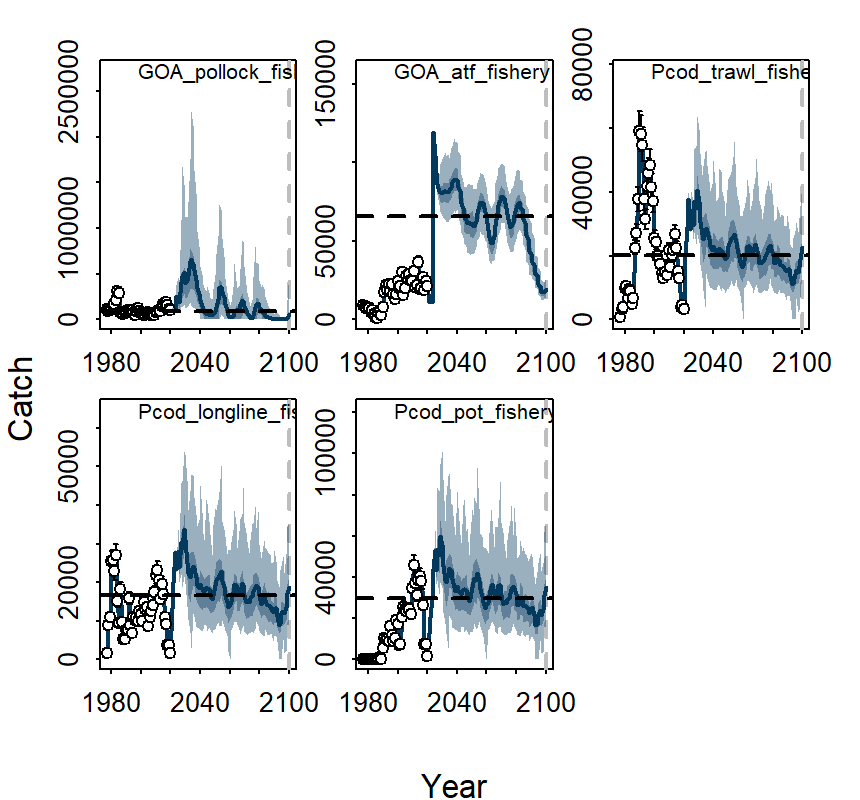 GOA_pollock_fis
GOA_atf_fishery
Pcod_trawl_fishe
0 1000000 2500000
0 50000 150000
0 40000 80000
1980 2040 2100
1980 2040 2100
1980 2040 2100
Catch
Pcod_longline_fis
Pcod_pot_fishery
0 20000 50000
0 40000 100000
1980 2040 2100
1980 2040 2100
Year